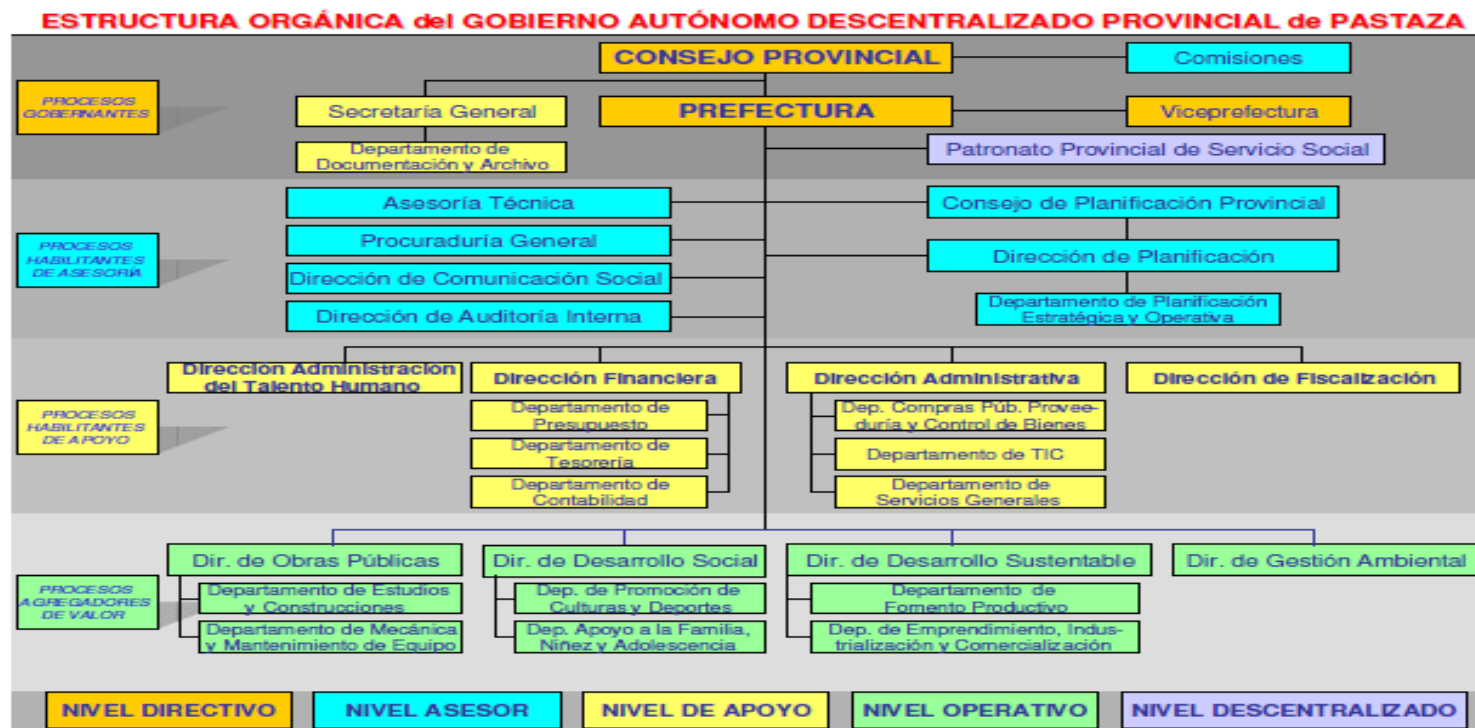 ESTRUCTURA ORGÁNICA del GOBIERNO AUTÓNOMO DESCENTRALIZADO PROVINCIAL de PASTAZA
CONSEJO PROVINCIAL
Comisiones
PROCESOS
GOBERNANTES
Secretaría General
PREFECTURA
Viceprefectura
Departamento de
Documentación y Archivo
Patronato Provincial de Servicio Social
PROCESOS
HABILITANTES
DE ASESORÍA
Asesoría Técnica
Consejo de Planificación Provincial
Procuraduría General
Dirección de Planificación
Dirección de Comunicación Social
Dirección de Auditoría Interna
Departamento de Planificación
Estratégica y Operativa
PROCESOS
HABILITANTES
DE APOYO
Dirección Administración
del Talento Humano
Dirección Financiera
Dirección Administrativa
Dirección de Fiscalización
Departamento de
Presupuesto
Dep. Compras Púb. Provee-
duría y Control de Bienes
Departamento de
Tesorería
Departamento de TIC
Departamento de
Contabilidad
Departamento de
Servicios Generales
PROCESOS
AGREGADORES
DE VALOR
Dir. de Obras Públicas
Dir. de Desarrollo Social
Dir. de Desarrollo Sustentable
Dir. de Gestión Ambiental
Departamento de Estudios
y Construcciones
Dep. de Promoción de
Culturas y Deportes
Departamento de
Fomento Productivo
Departamento de Mecánica
y Mantenimiento de Equipo
Dep. Apoyo a la Familia,
Niñez y Adolescencia
Dep. de Emprendimiento, Indus-
trialización y Comercialización
NIVEL DIRECTIVO
NIVEL ASESOR
NIVEL DE APOYO
NIVEL OPERATIVO
NIVEL DESCENTRALIZADO